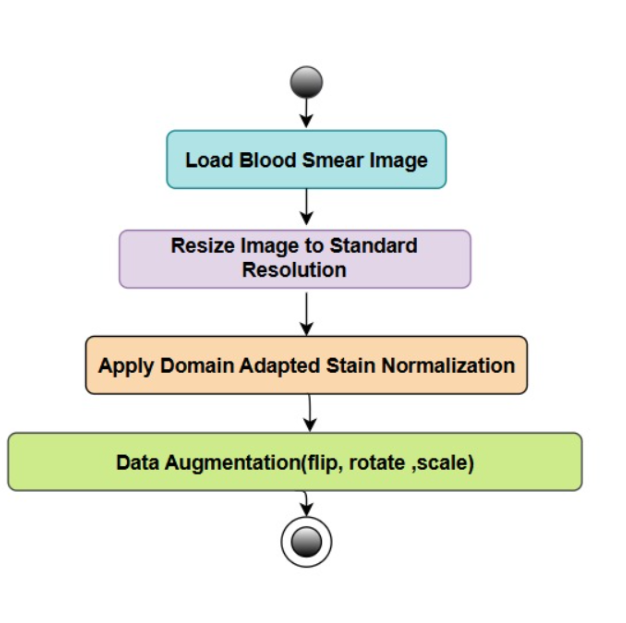 Load Blood Smear Image
Resize Image to Standard
Resolution
Apply Domain Adapted Stain Normalization
Data Augmentation(flip, rotate ,scale)